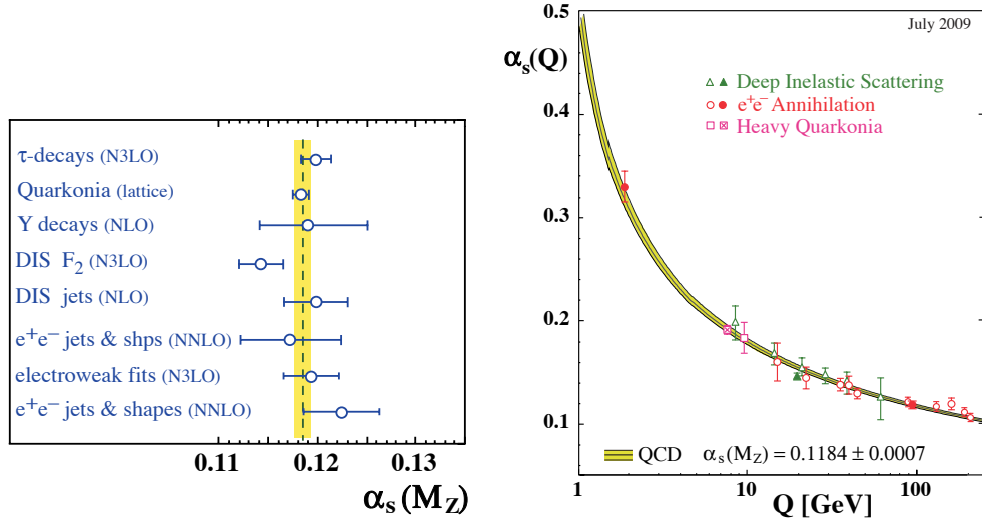 τ-decays (N3LO)
Quarkonia (lattice)
Υ decays (NLO)
DIS F₂ (N3LO)
DIS jets (NLO)
e⁺e⁻ jets & shps (NNLO)
electroweak fits (N3LO)
e⁺e⁻ jets & shapes (NNLO)
0.11 0.12 0.13
αₛ(M_Z)
July 2009
αₛ(Q)
Deep Inelastic Scattering
e⁺e⁻ Annihilation
Heavy Quarkonia
0.5
0.4
0.3
0.2
0.1
QCD αₛ(M_Z) = 0.1184 ± 0.0007
1 10 100
Q [GeV]